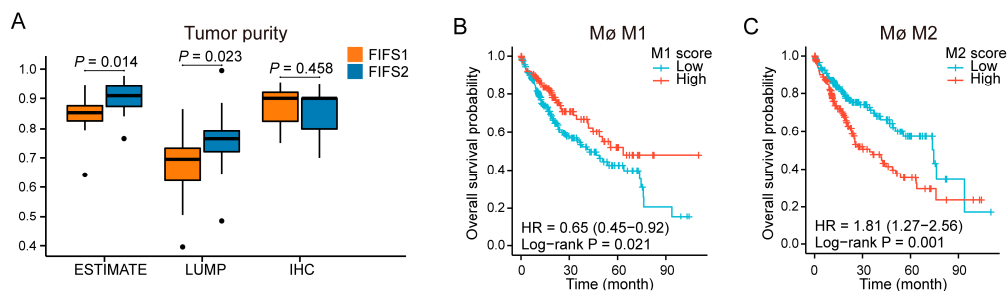 A
Tumor purity
FIFS1
FIFS2
P = 0.014
P = 0.023
P = 0.458
1.0
0.9
0.8
0.7
0.6
0.5
0.4
ESTIMATE
LUMP
IHC
B
Mø M1
M1 score
Low
High
Overall survival probability
1.0
0.8
0.6
0.4
0.2
0.0
HR = 0.65 (0.45−0.92)
Log−rank P = 0.021
0
30
60
90
Time (month)
C
Mø M2
M2 score
Low
High
Overall survival probability
1.0
0.8
0.6
0.4
0.2
0.0
HR = 1.81 (1.27−2.56)
Log−rank P = 0.001
0
30
60
90
Time (month)